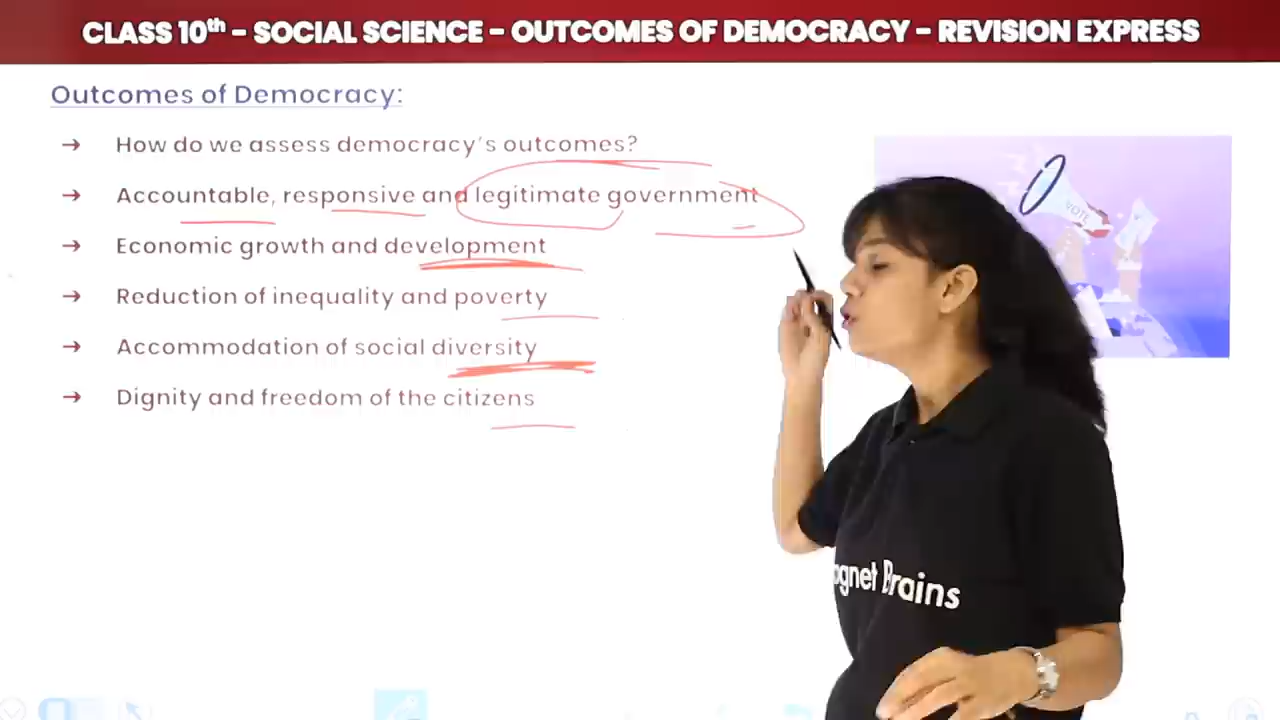 CLASS 10th – SOCIAL SCIENCE – OUTCOMES OF DEMOCRACY – REVISION EXPRESS
Outcomes of Democracy:
→ How do we assess democracy's outcomes?
→ Accountable, responsive and legitimate government
→ Economic growth and development
→ Reduction of inequality and poverty
→ Accommodation of social diversity
→ Dignity and freedom of the citizens
VOTE
gnet Brains